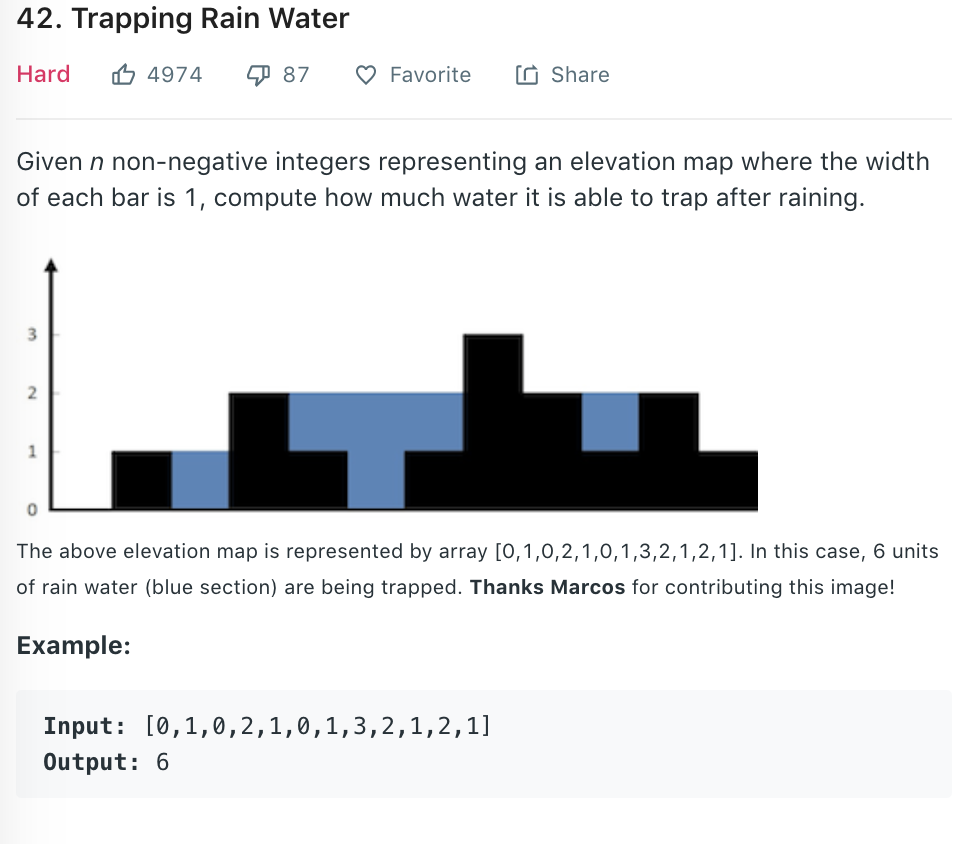 42. Trapping Rain Water
Hard 4974 87 Favorite Share
Given n non-negative integers representing an elevation map where the width
of each bar is 1, compute how much water it is able to trap after raining.
3
2
1
0
The above elevation map is represented by array [0,1,0,2,1,0,1,3,2,1,2,1]. In this case, 6 units
of rain water (blue section) are being trapped. Thanks Marcos for contributing this image!
Example:
Input: [0,1,0,2,1,0,1,3,2,1,2,1]
Output: 6